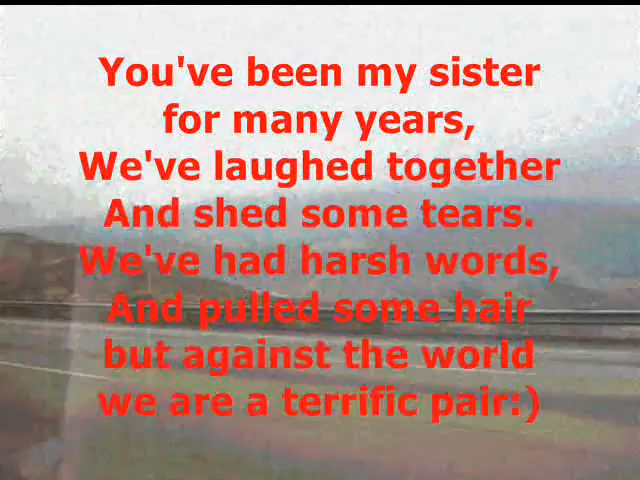 You've been my sister
for many years,
We've laughed together
And shed some tears.
We've had harsh words,
And pulled some hair
but against the world
we are a terrific pair:)